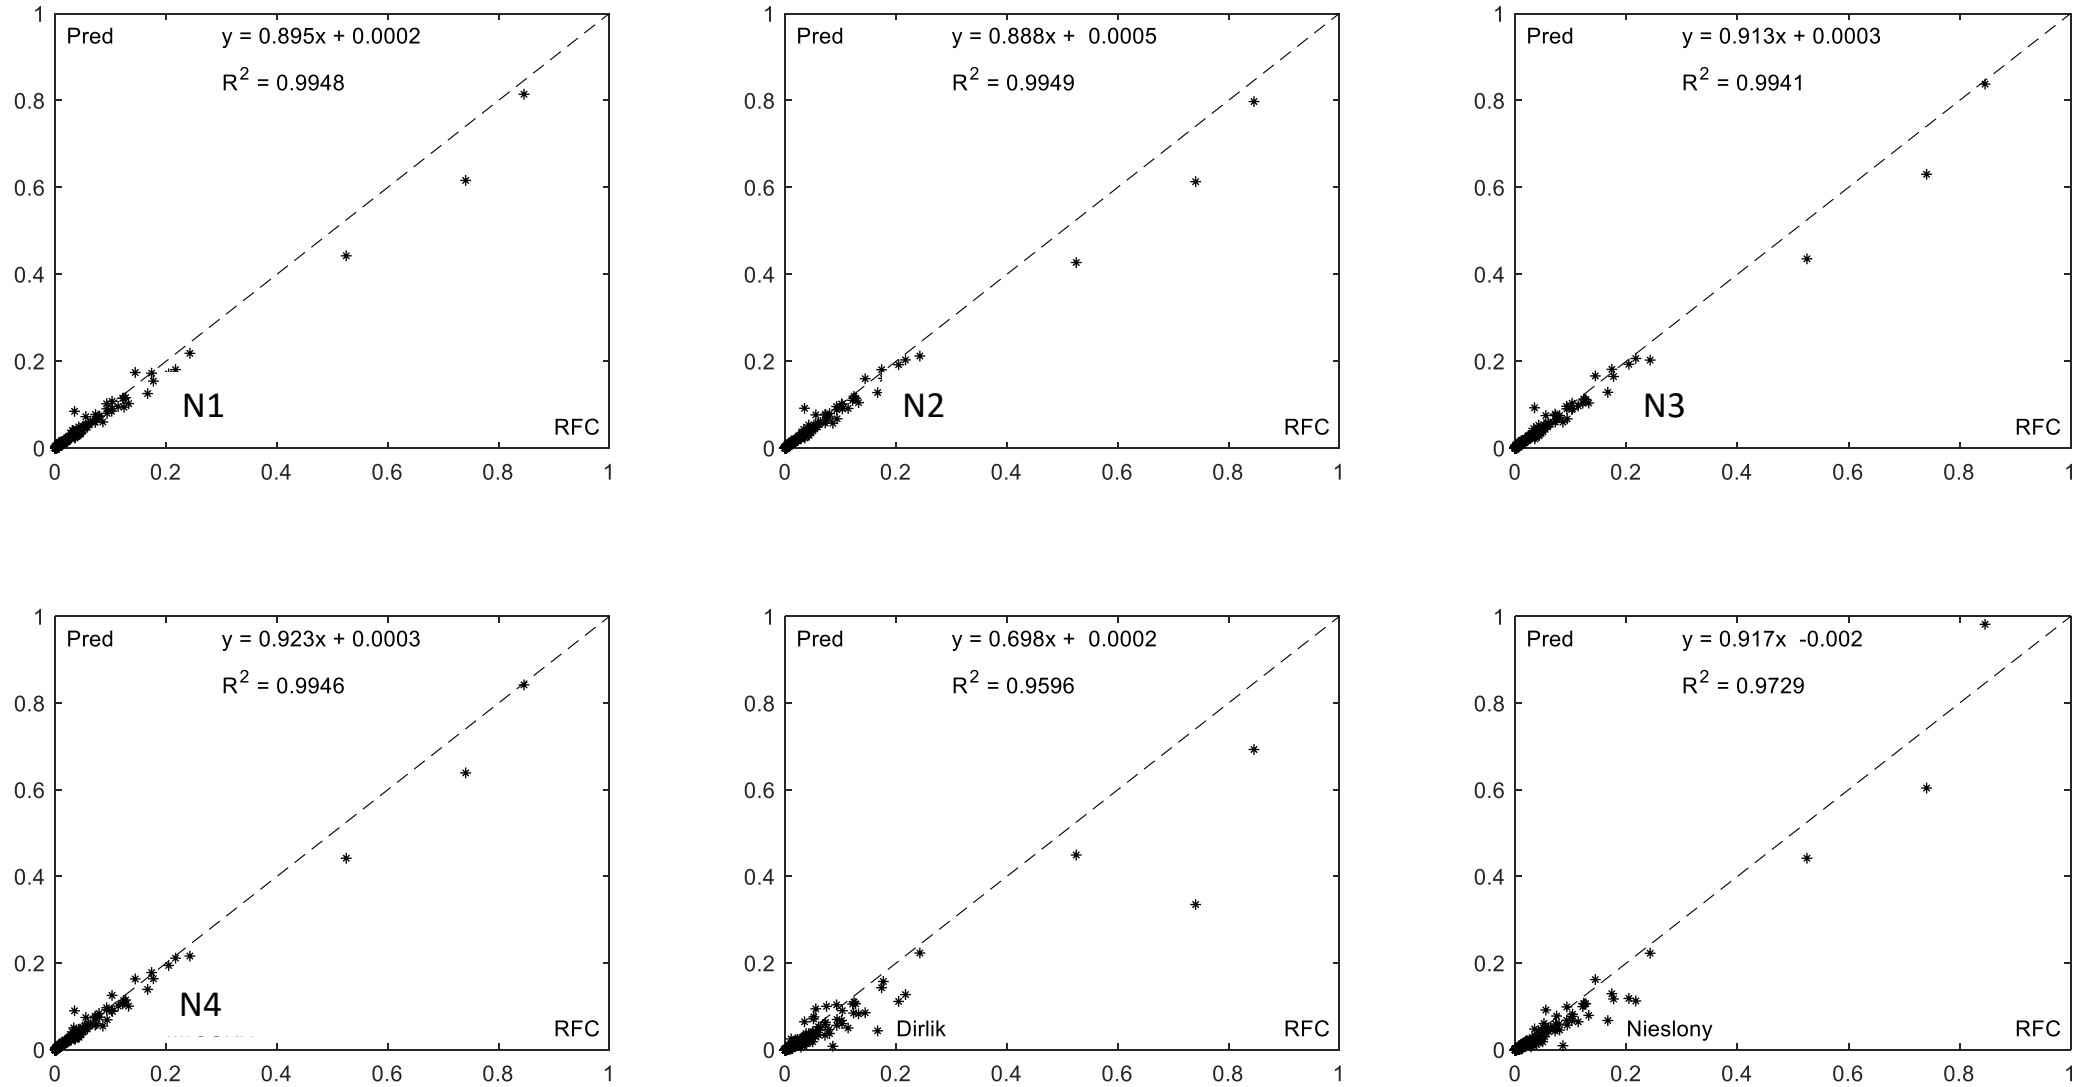 1
Pred y = 0.895x + 0.0002
R² = 0.9948
0.8
0.6
0.4
0.2
N1
RFC
0
0 0.2 0.4 0.6 0.8 1
1
Pred y = 0.888x + 0.0005
R² = 0.9949
0.8
0.6
0.4
0.2
N2
RFC
0
0 0.2 0.4 0.6 0.8 1
1
Pred y = 0.913x + 0.0003
R² = 0.9941
0.8
0.6
0.4
0.2
N3
RFC
0
0 0.2 0.4 0.6 0.8 1
1
Pred y = 0.923x + 0.0003
R² = 0.9946
0.8
0.6
0.4
0.2
N4
RFC
0
0 0.2 0.4 0.6 0.8 1
1
Pred y = 0.698x + 0.0002
R² = 0.9596
0.8
0.6
0.4
0.2
Dirlik RFC
0
0 0.2 0.4 0.6 0.8 1
1
Pred y = 0.917x -0.002
R² = 0.9729
0.8
0.6
0.4
0.2
Nieslony RFC
0
0 0.2 0.4 0.6 0.8 1